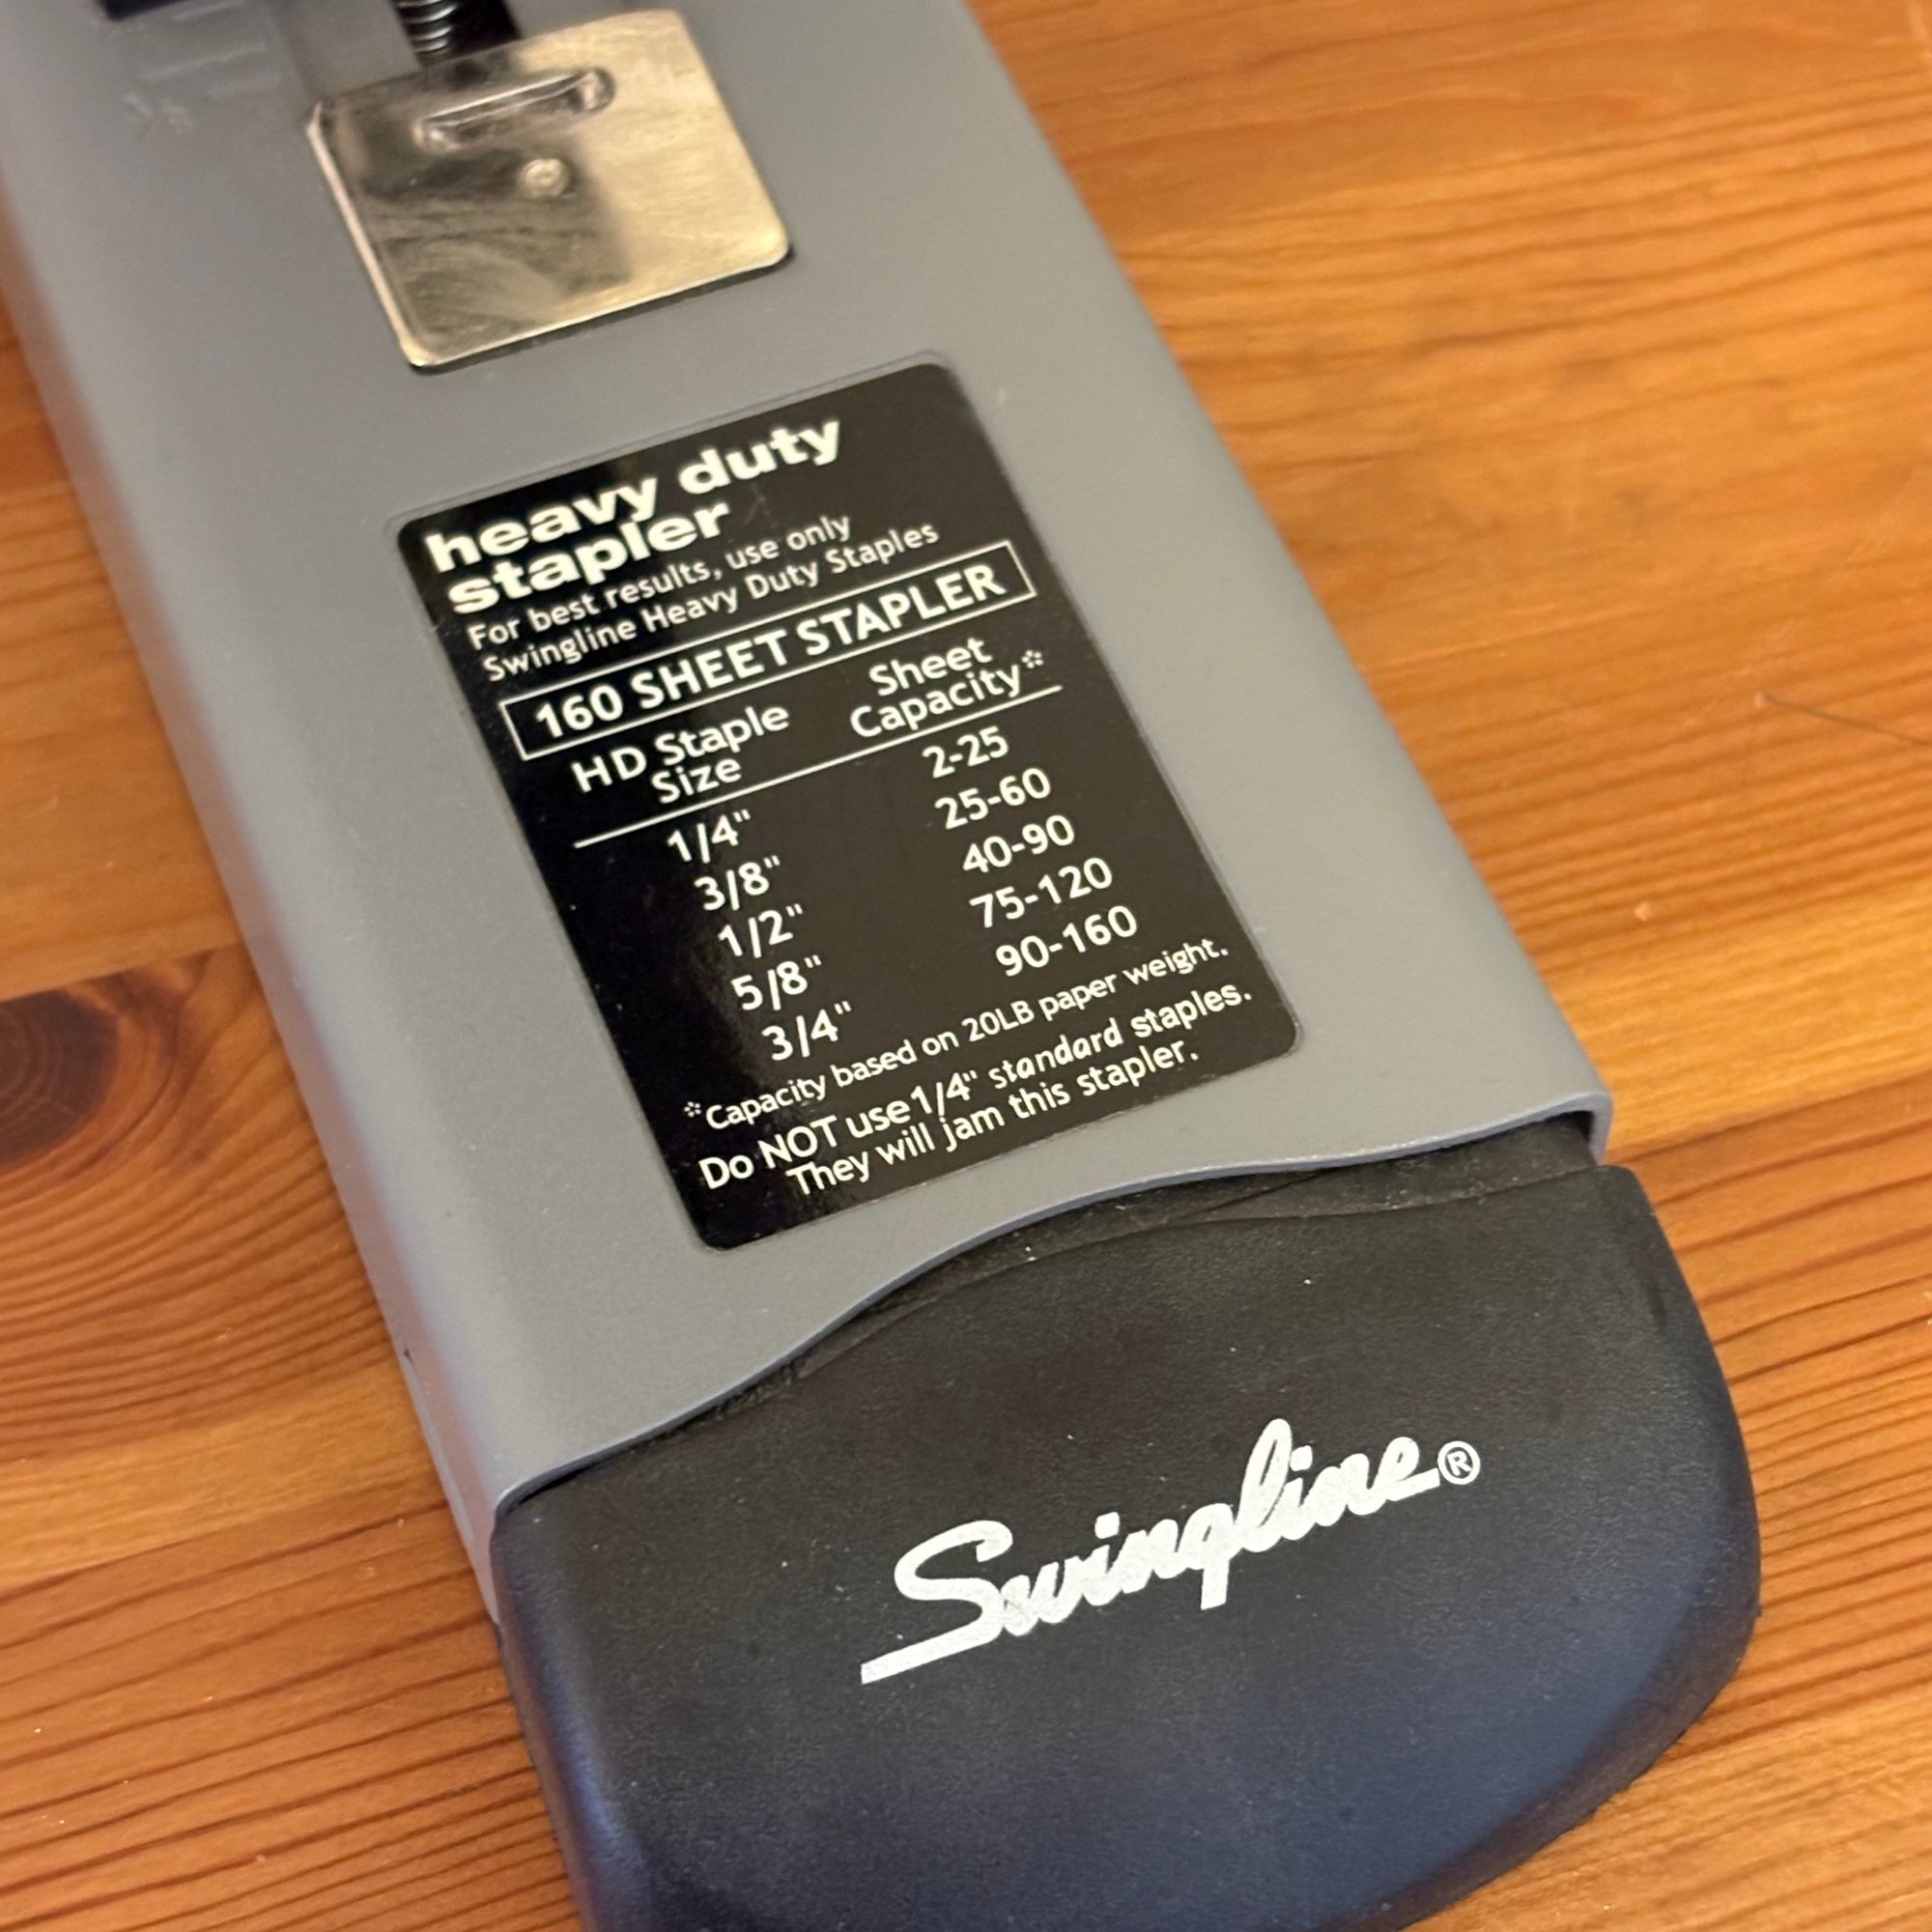 heavy duty
stapler
For best results, use only
Swingline Heavy Duty Staples
160 SHEET STAPLER
HD Staple Size Sheet Capacity*
1/4" 2-25
3/8" 25-60
1/2" 40-90
5/8" 75-120
3/4" 90-160
*Capacity based on 20LB paper weight.
Do NOT use 1/4" standard staples.
They will jam this stapler.
Swingline®